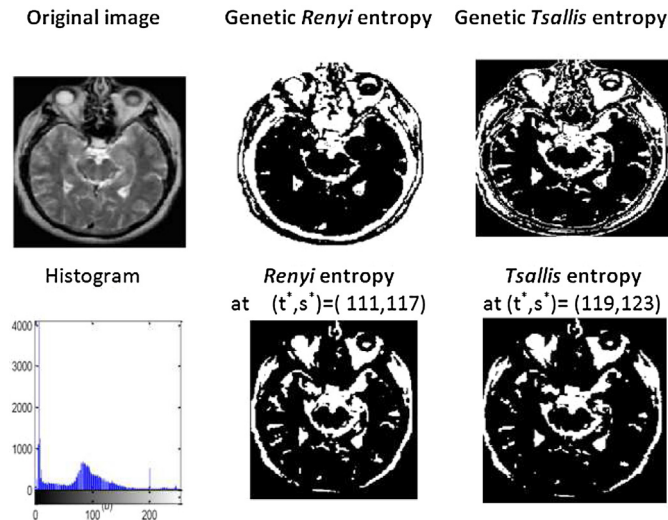 Original image
Genetic Renyi entropy
Genetic Tsallis entropy
Histogram
Renyi entropy
at (t*,s*)=( 111,117)
Tsallis entropy
at (t*,s*)= (119,123)
4000
3000
2000
1000
0
0 100 200
(b)